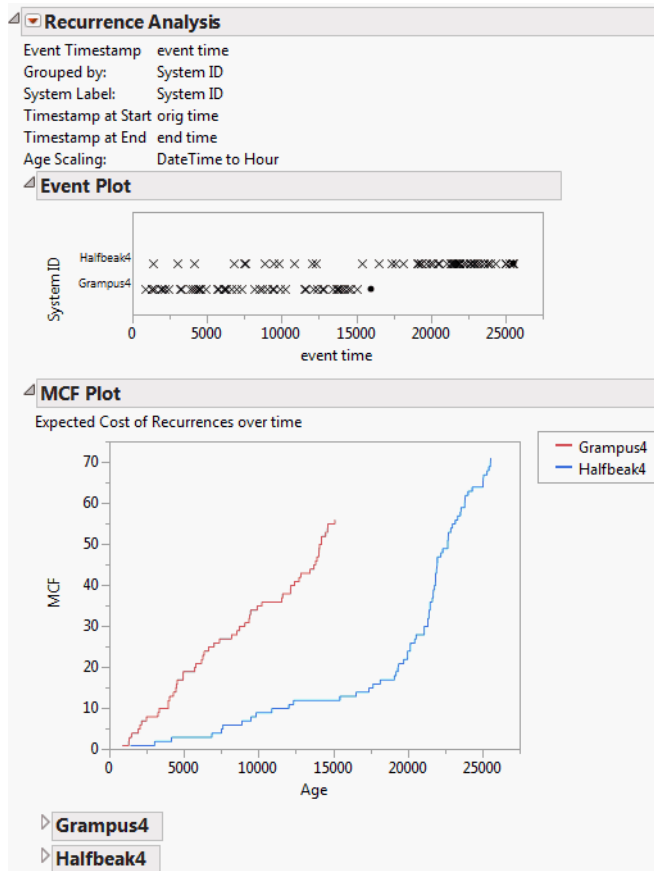 Recurrence Analysis
Event Timestamp event time
Grouped by: System ID
System Label: System ID
Timestamp at Start orig time
Timestamp at End end time
Age Scaling: DateTime to Hour
Event Plot
System ID
Halfbeak4
Grampus4
0 5000 10000 15000 20000 25000
event time
MCF Plot
Expected Cost of Recurrences over time
Grampus4
Halfbeak4
MCF
70
60
50
40
30
20
10
0
0 5000 10000 15000 20000 25000
Age
Grampus4
Halfbeak4